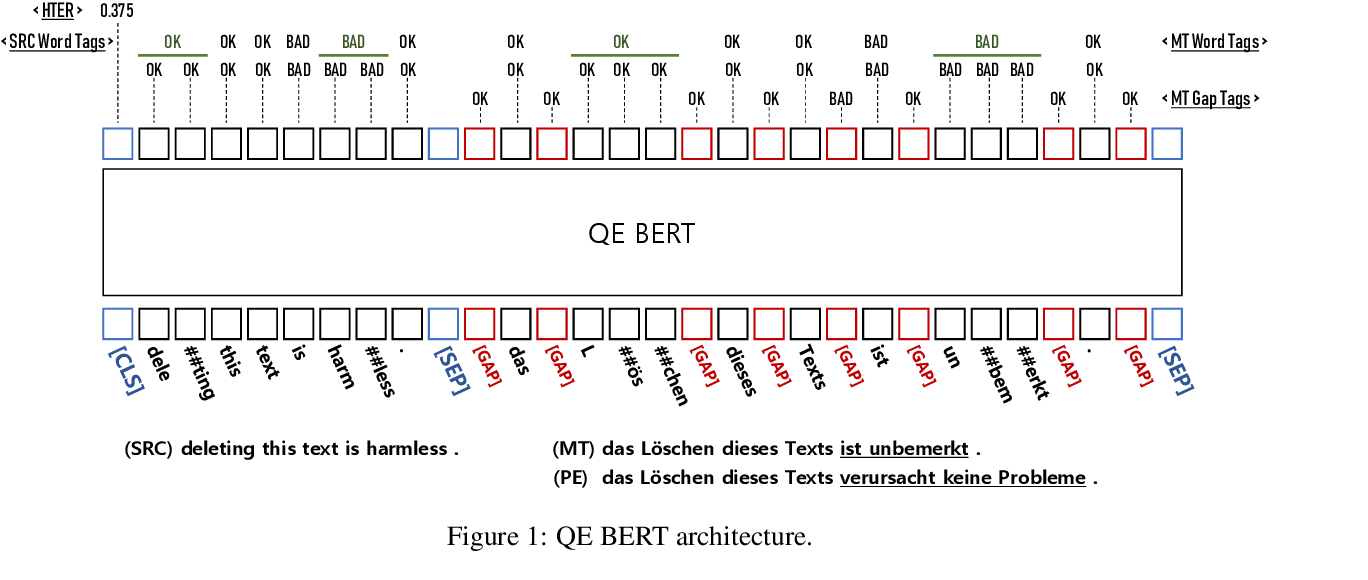 < HTER > 0.375
< SRC Word Tags > OK OK OK BAD BAD OK OK OK OK OK BAD BAD OK < MT Word Tags >
OK OK OK OK BAD BAD BAD OK OK OK OK OK OK OK BAD BAD BAD BAD OK
OK OK OK OK BAD OK OK OK < MT Gap Tags >
QE BERT
[CLS] dele ##ting this text is harm ##less . [SEP] [GAP] das [GAP] L ##ös ##chen [GAP] dieses [GAP] Texts [GAP] ist [GAP] un ##bem ##erkt [GAP] . [GAP] [SEP]
(SRC) deleting this text is harmless . (MT) das Löschen dieses Texts ist unbemerkt .
(PE) das Löschen dieses Texts verursacht keine Probleme .
Figure 1: QE BERT architecture.